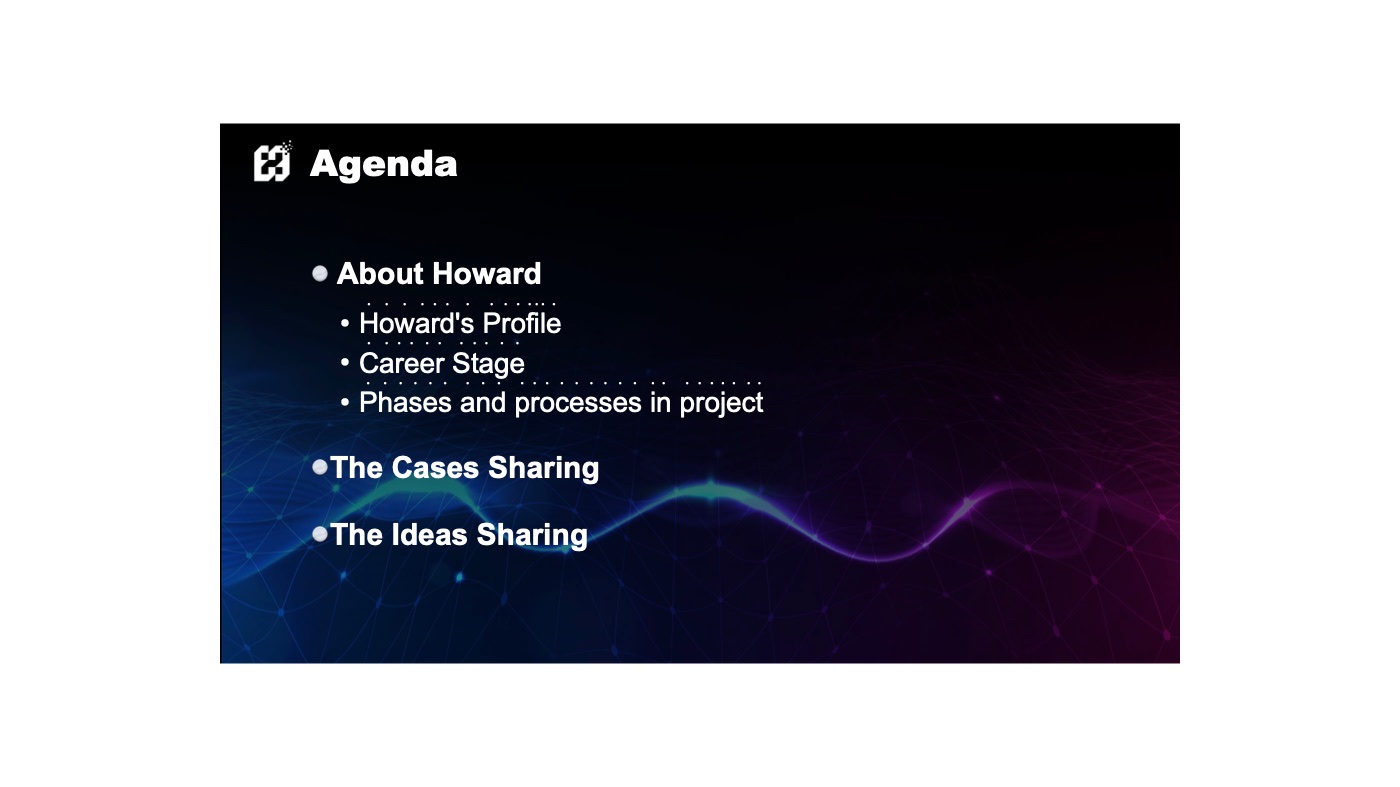 Agenda
About Howard
• Howard's Profile
• Career Stage
• Phases and processes in project
The Cases Sharing
The Ideas Sharing